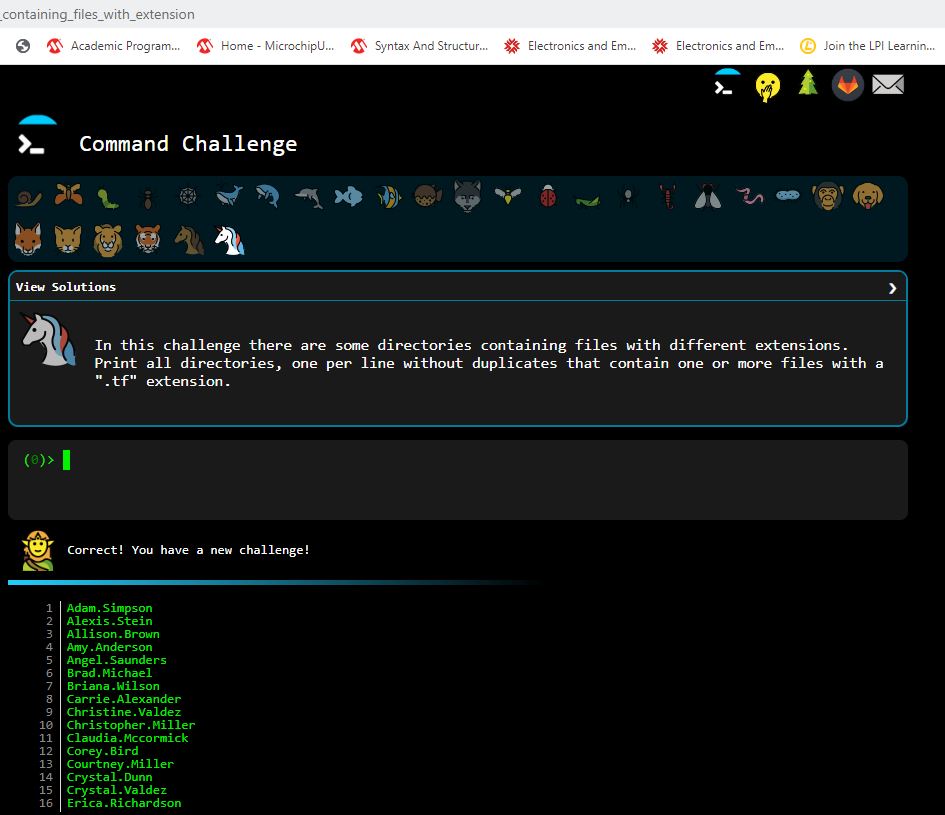 _containing_files_with_extension
Academic Program... Home - MicrochipU... Syntax And Structur... Electronics and Em... Electronics and Em... Join the LPI Learnin...
Command Challenge
View Solutions
In this challenge there are some directories containing files with different extensions.
Print all directories, one per line without duplicates that contain one or more files with a
".tf" extension.
(0)>
Correct! You have a new challenge!
1 Adam.Simpson
2 Alexis.Stein
3 Allison.Brown
4 Amy.Anderson
5 Angel.Saunders
6 Brad.Michael
7 Briana.Wilson
8 Carrie.Alexander
9 Christine.Valdez
10 Christopher.Miller
11 Claudia.Mccormick
12 Corey.Bird
13 Courtney.Miller
14 Crystal.Dunn
15 Crystal.Valdez
16 Erica.Richardson